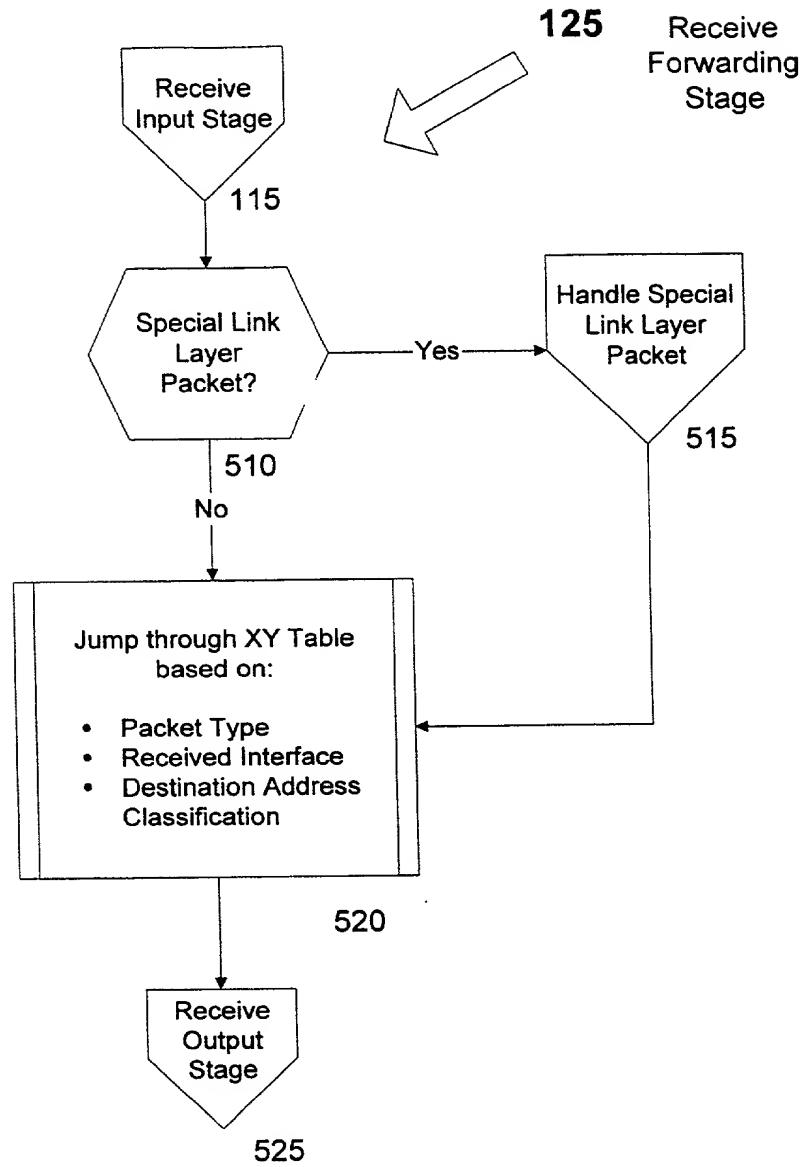 125
Receive
Forwarding
Stage
Receive
Input Stage
115
Special Link
Layer
Packet?
Yes
Handle Special
Link Layer
Packet
515
510
No
Jump through XY Table
based on:
• Packet Type
• Received Interface
• Destination Address
Classification
520
Receive
Output
Stage
525